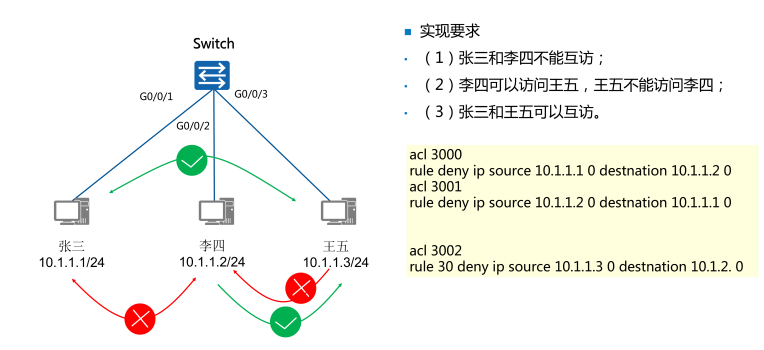 Switch
G0/0/1
G0/0/2
G0/0/3
张三
10.1.1.1/24
李四
10.1.1.2/24
王五
10.1.1.3/24
实现要求
（1）张三和李四不能互访；
（2）李四可以访问王五，王五不能访问李四；
（3）张三和王五可以互访。
acl 3000
rule deny ip source 10.1.1.1 0 destnation 10.1.1.2 0
acl 3001
rule deny ip source 10.1.1.2 0 destnation 10.1.1.1 0
acl 3002
rule 30 deny ip source 10.1.1.3 0 destnation 10.1.2. 0